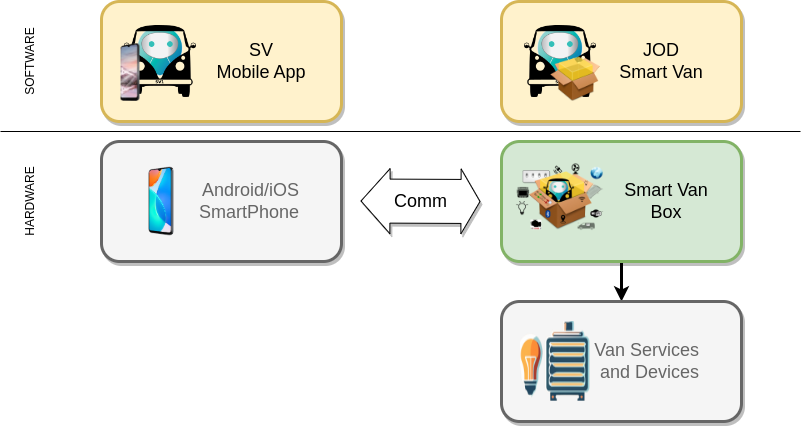 SOFTWARE
SV
Mobile App
JOD
Smart Van
HARDWARE
Android/iOS
SmartPhone
Comm
Smart Van
Box
Van Services
and Devices